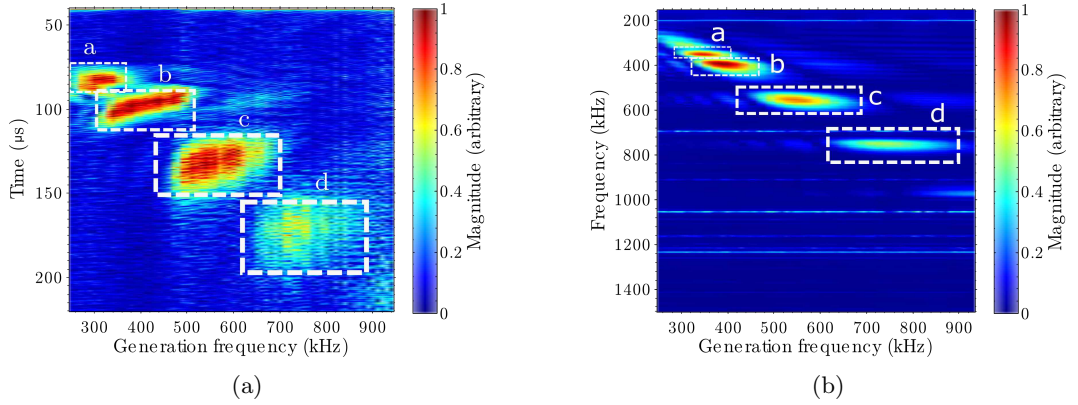 a
b
c
d
50
100
150
200
Time (µs)
300 400 500 600 700 800 900
Generation frequency (kHz)
1
0.8
0.6
0.4
0.2
0
Magnitude (arbitrary)
(a)
a
b
c
d
200
400
600
800
1000
1200
1400
Frequency (kHz)
300 400 500 600 700 800 900
Generation frequency (kHz)
1
0.8
0.6
0.4
0.2
0
Magnitude (arbitrary)
(b)